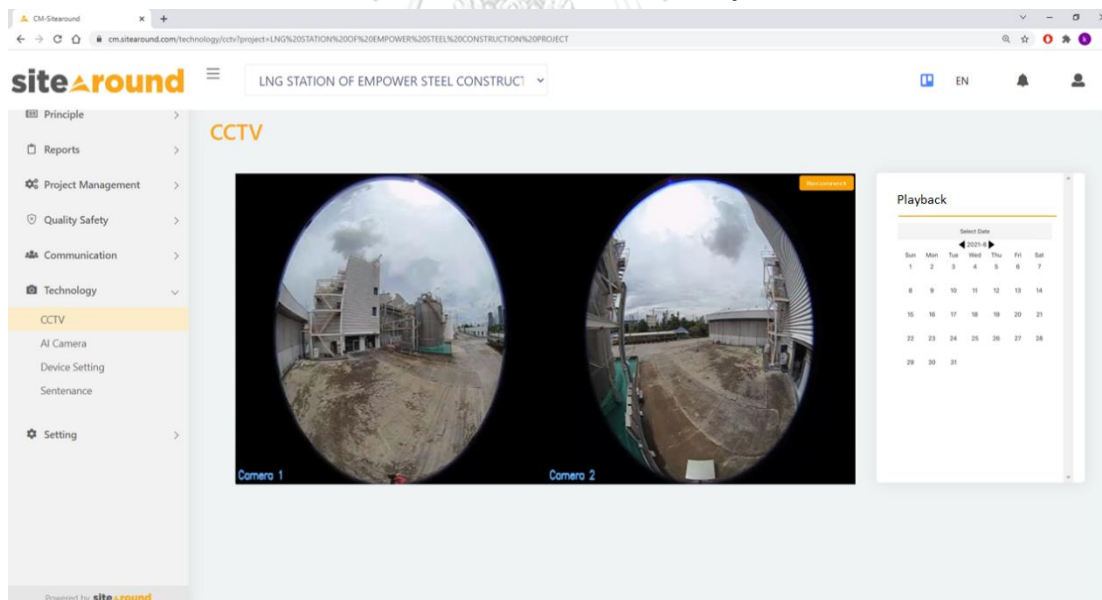 CM-Sitearound
cm.sitearound.com/technology/cctv?project=LNG%20STATION%20OF%20EMPOWER%20STEEL%20CONSTRUCTION%20PROJECT
sitearound
LNG STATION OF EMPOWER STEEL CONSTRUCT
EN
Principle
Reports
Project Management
Quality Safety
Communication
Technology
CCTV
AI Camera
Device Setting
Sentenance
Setting
Powered by sitearound
CCTV
Camera 1
Camera 2
Playback
Select Date
2021-8
Sun Mon Tue Wed Thu Fri Sat
1 2 3 4 5 6 7
8 9 10 11 12 13 14
15 16 17 18 19 20 21
22 23 24 25 26 27 28
29 30 31